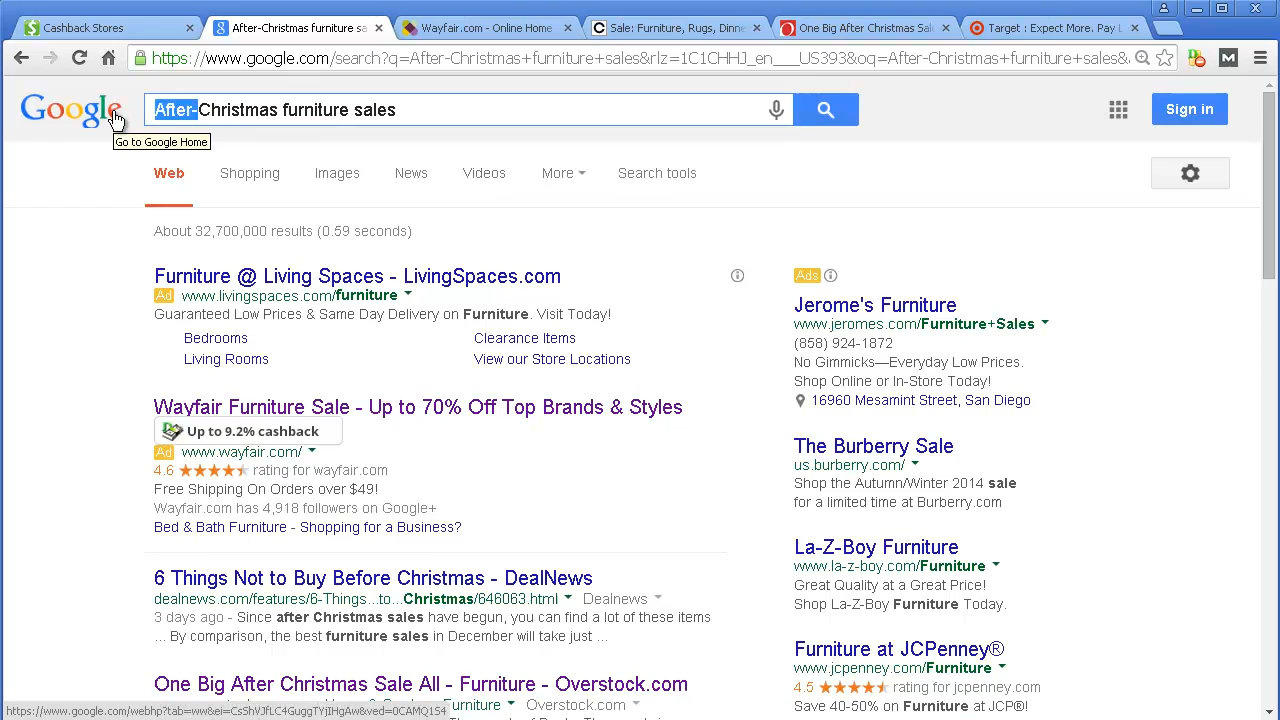 Cashback Stores
After-Christmas furniture sa
Wayfair.com - Online Home
Sale: Furniture, Rugs, Dinne
One Big After Christmas Sal
Target : Expect More. Pay L
https://www.google.com/search?q=After-Christmas+furniture+sales&rlz=1C1CHHJ_en___US393&oq=After-Christmas+furniture+sales&
Google
After-Christmas furniture sales
Sign in
Go to Google Home
Web
Shopping
Images
News
Videos
More
Search tools
About 32,700,000 results (0.59 seconds)
Furniture @ Living Spaces - LivingSpaces.com
Ad www.livingspaces.com/furniture
Guaranteed Low Prices & Same Day Delivery on Furniture. Visit Today!
Bedrooms
Clearance Items
Living Rooms
View our Store Locations
Wayfair Furniture Sale - Up to 70% Off Top Brands & Styles
Up to 9.2% cashback
Ad www.wayfair.com/
4.6 rating for wayfair.com
Free Shipping On Orders over $49!
Wayfair.com has 4,918 followers on Google+
Bed & Bath Furniture - Shopping for a Business?
6 Things Not to Buy Before Christmas - DealNews
dealnews.com/features/6-Things...to...Christmas/646063.html Dealnews
3 days ago - Since after Christmas sales have begun, you can find a lot of these items
... By comparison, the best furniture sales in December will take just ...
One Big After Christmas Sale All - Furniture - Overstock.com
Furniture Overstock.com
Ads
Jerome's Furniture
www.jeromes.com/Furniture+Sales
(858) 924-1872
No Gimmicks—Everyday Low Prices.
Shop Online or In-Store Today!
16960 Mesamint Street, San Diego
The Burberry Sale
us.burberry.com/
Shop the Autumn/Winter 2014 sale
for a limited time at Burberry.com
La-Z-Boy Furniture
www.la-z-boy.com/Furniture
Great Quality at a Great Price!
Shop La-Z-Boy Furniture Today.
Furniture at JCPenney®
www.jcpenney.com/Furniture
4.5 rating for jcpenney.com
Save 40-50% on Furniture at JCP®!